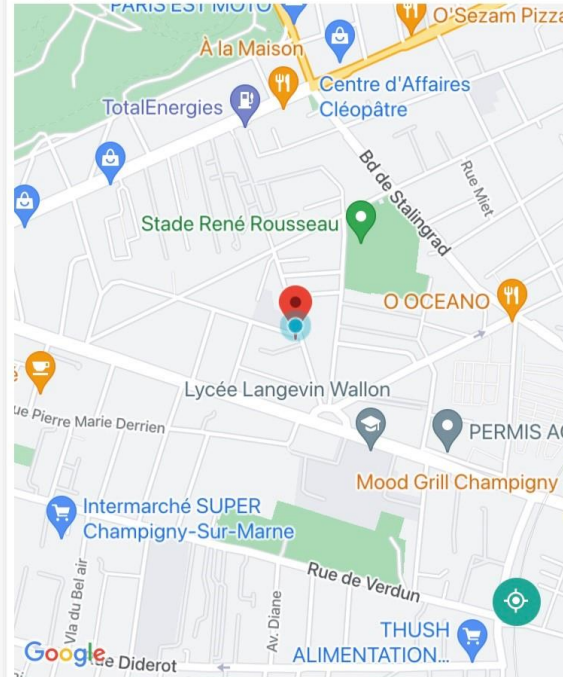 PARIS EST MOTO
O'Sezam Pizza
À la Maison
Centre d'Affaires
Cléopâtre
TotalEnergies
Bd de Stalingrad
Rue Miet
Stade René Rousseau
O OCEANO
Lycée Langevin Wallon
ue Pierre Marie Derrien
PERMIS AC
Mood Grill Champigny
Intermarché SUPER
Champigny-Sur-Marne
Rue de Verdun
Via du Bel air
Av. Diane
THUSH
ALIMENTATION...
Google
ue Diderot